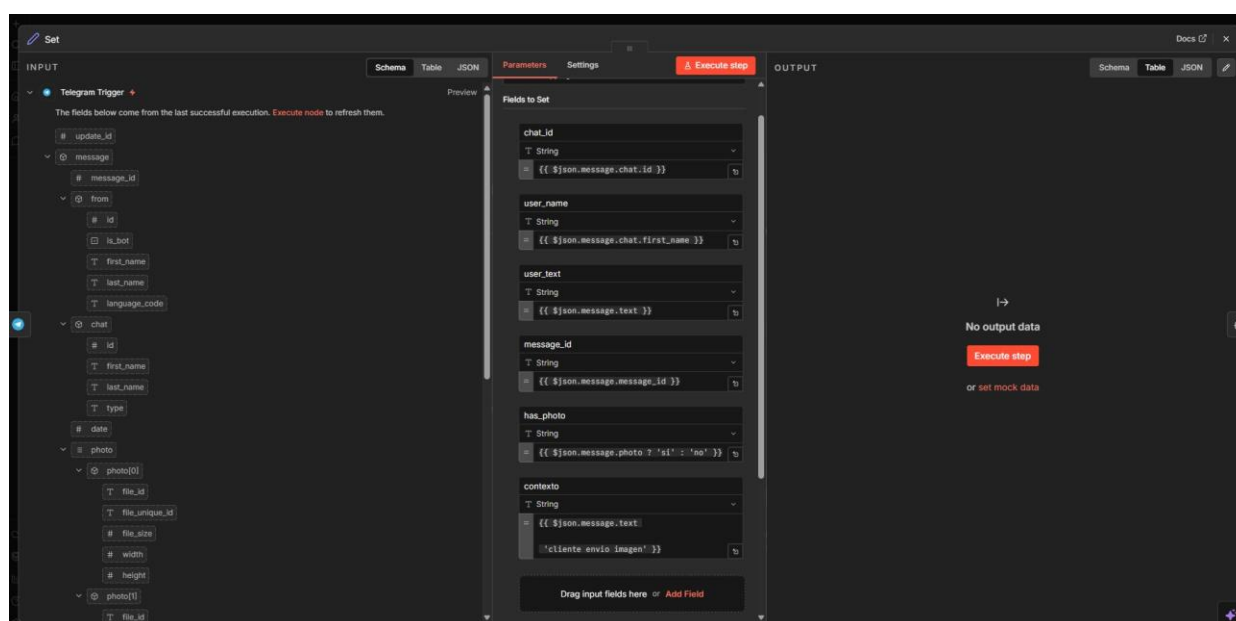 Set
Docs
INPUT
Schema Table JSON
Telegram Trigger
Preview
The fields below come from the last successful execution. Execute node to refresh them.
# update_id
message
# message_id
from
# id
is_bot
T first_name
T last_name
T language_code
chat
# id
T first_name
T last_name
T type
# date
photo
photo[0]
T file_id
T file_unique_id
# file_size
# width
# height
photo[1]
T file_id
Parameters Settings
Execute step
Fields to Set
chat_id
T String
= {{ $json.message.chat.id }}
user_name
T String
= {{ $json.message.chat.first_name }}
user_text
T String
= {{ $json.message.text }}
message_id
T String
= {{ $json.message.message_id }}
has_photo
T String
= {{ $json.message.photo ? 'si' : 'no' }}
contexto
T String
= {{ $json.message.text
'cliente envio imagen' }}
Drag input fields here or Add Field
OUTPUT
Schema Table JSON
No output data
Execute step
or set mock data